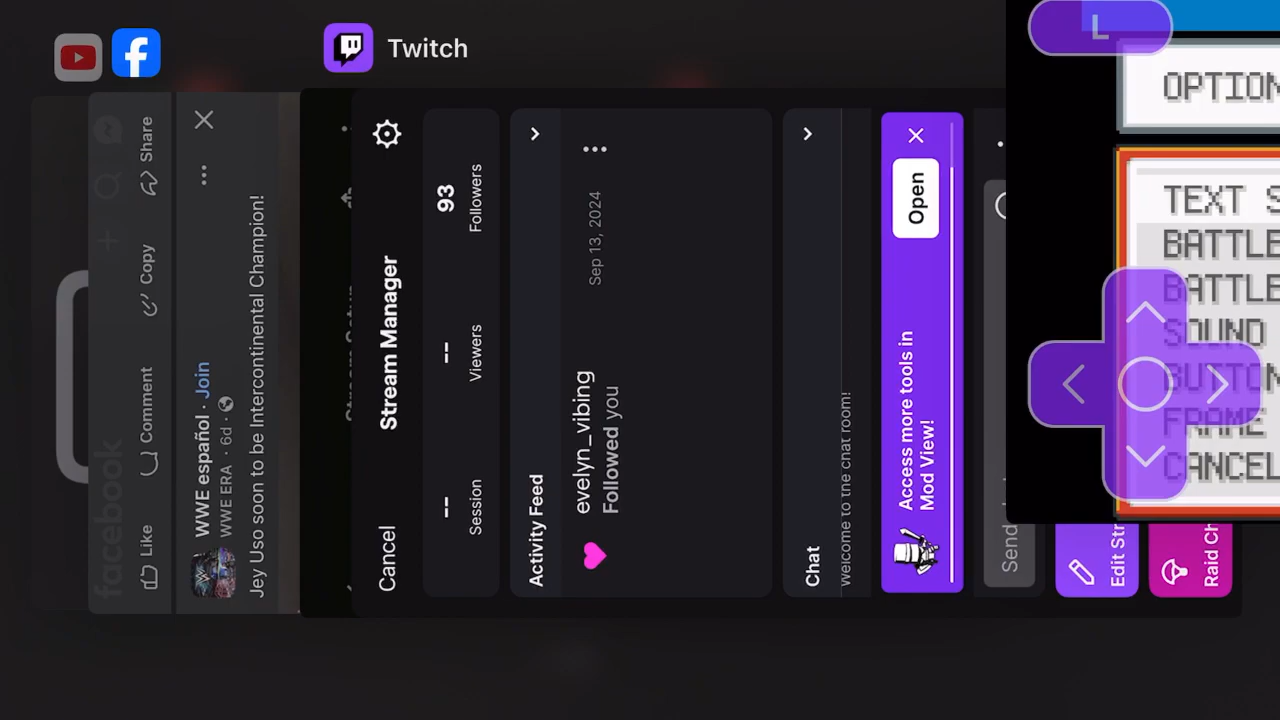 Twitch
facebook
Like
Comment
Copy
Share
WWE español · Join
WWE ERA · 6d ·
Jey Uso soon to be Intercontinental Champion!
Cancel
Stream Manager
--
Session
--
Viewers
93
Followers
Activity Feed
evelyn_vibing
Followed you
Sep 13, 2024
Chat
Welcome to the chat room!
Access more tools in
Mod View!
Open
Send
Edit Str
Raid Ch
L
OPTION
TEXT S
BATTLE
BATTLE
SOUND
BUTTON
FRAME
CANCEL